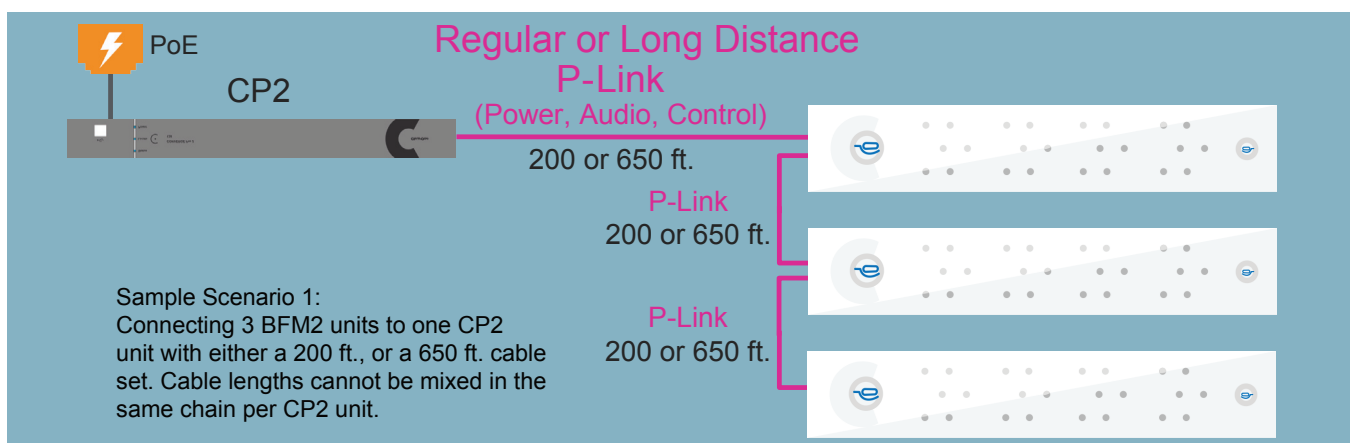 PoE
CP2
Regular or Long Distance
P-Link
(Power, Audio, Control)
200 or 650 ft.
P-Link
200 or 650 ft.
P-Link
200 or 650 ft.
Sample Scenario 1:
Connecting 3 BFM2 units to one CP2
unit with either a 200 ft., or a 650 ft. cable
set. Cable lengths cannot be mixed in the
same chain per CP2 unit.